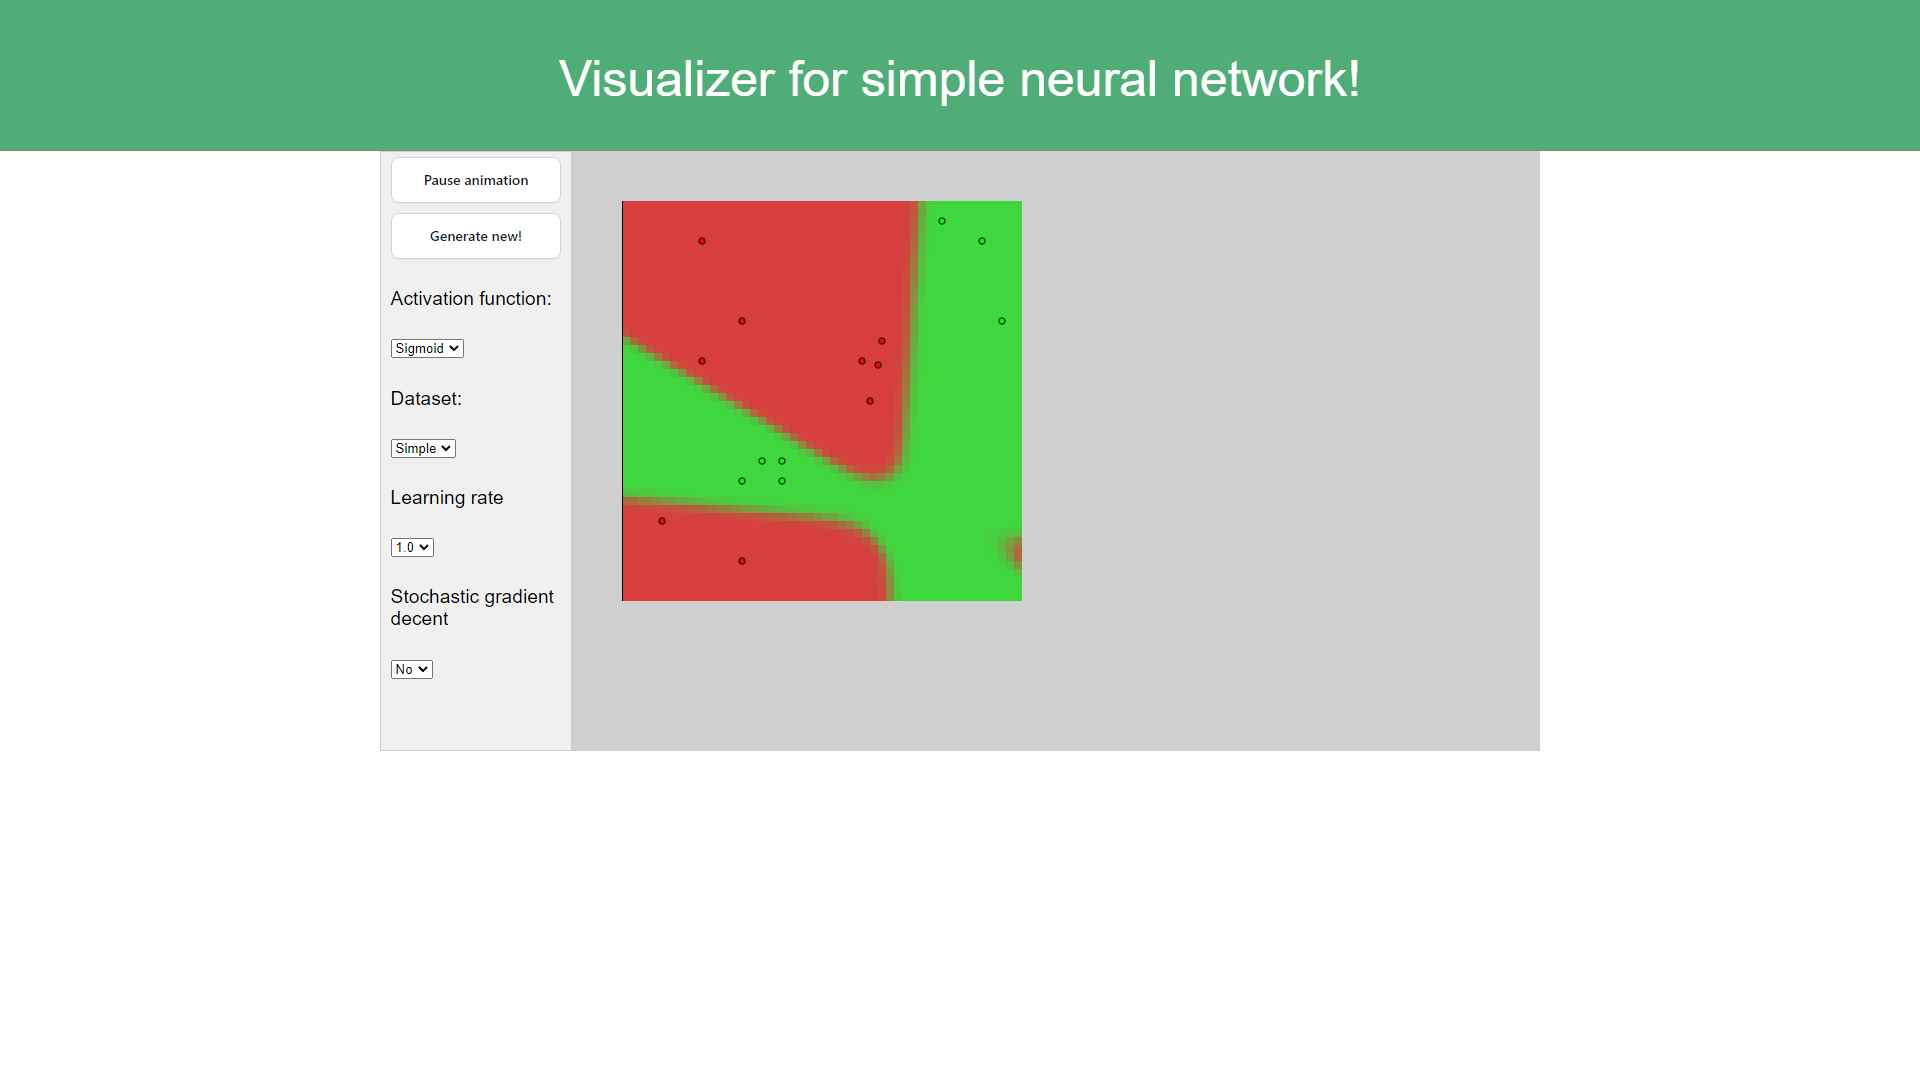 Visualizer for simple neural network!
Pause animation
Generate new!
Activation function:
Sigmoid
Dataset:
Simple
Learning rate
1.0
Stochastic gradient
decent
No